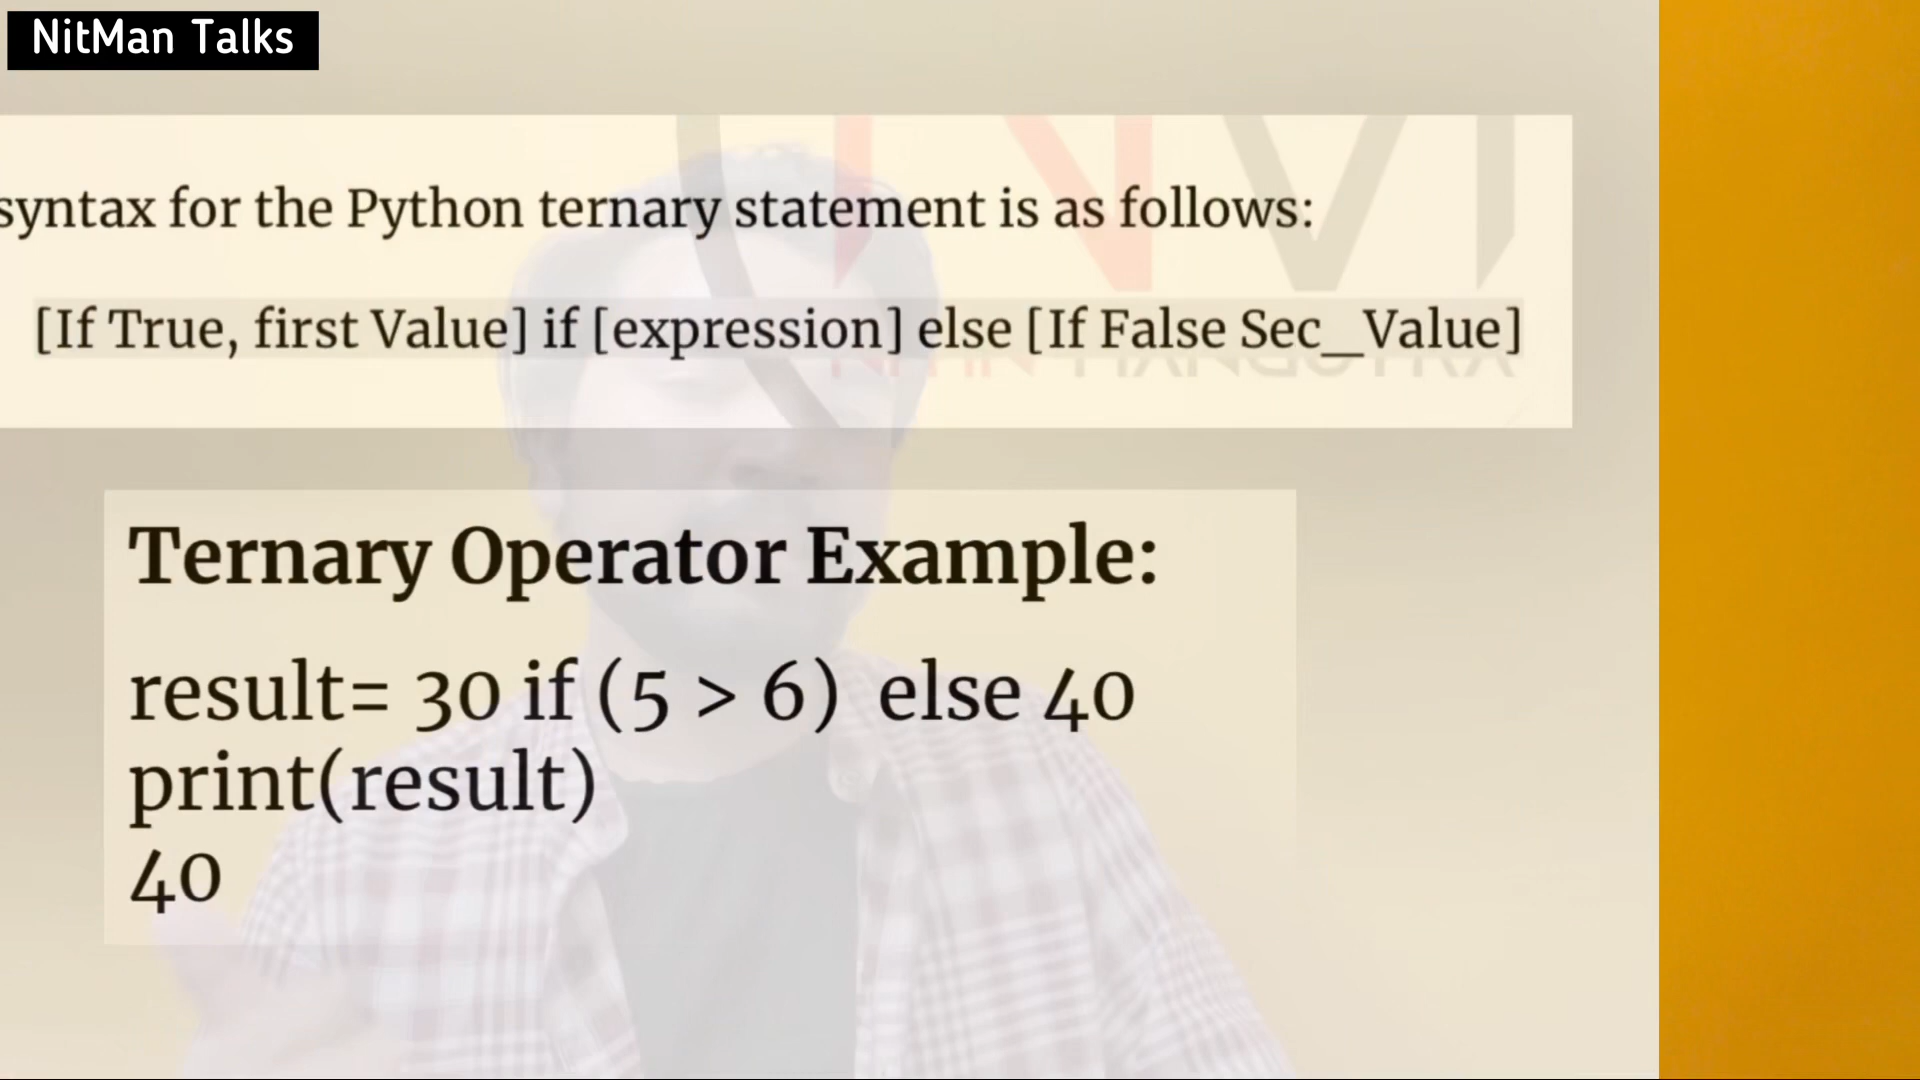 NitMan Talks
syntax for the Python ternary statement is as follows:
[If True, first Value] if [expression] else [If False Sec_Value]
Ternary Operator Example:
result= 30 if (5 > 6) else 40
print(result)
40